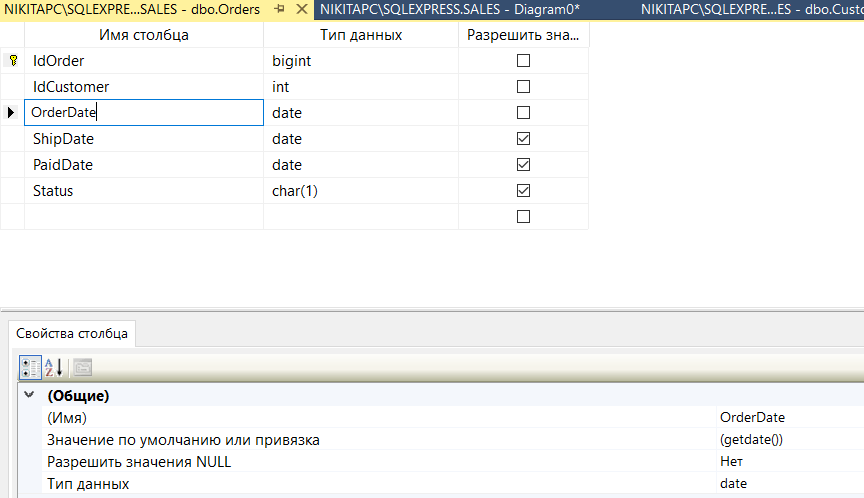 NIKITAPC\SQLEXPRE...SALES - dbo.Orders NIKITAPC\SQLEXPRESS.SALES - Diagram0* NIKITAPC\SQLEXPRE...ES - dbo.Custo
Имя столбца Тип данных Разрешить зна...
IdOrder bigint
IdCustomer int
OrderDate date
ShipDate date
PaidDate date
Status char(1)
Свойства столбца
(Общие)
(Имя) OrderDate
Значение по умолчанию или привязка (getdate())
Разрешить значения NULL Нет
Тип данных date